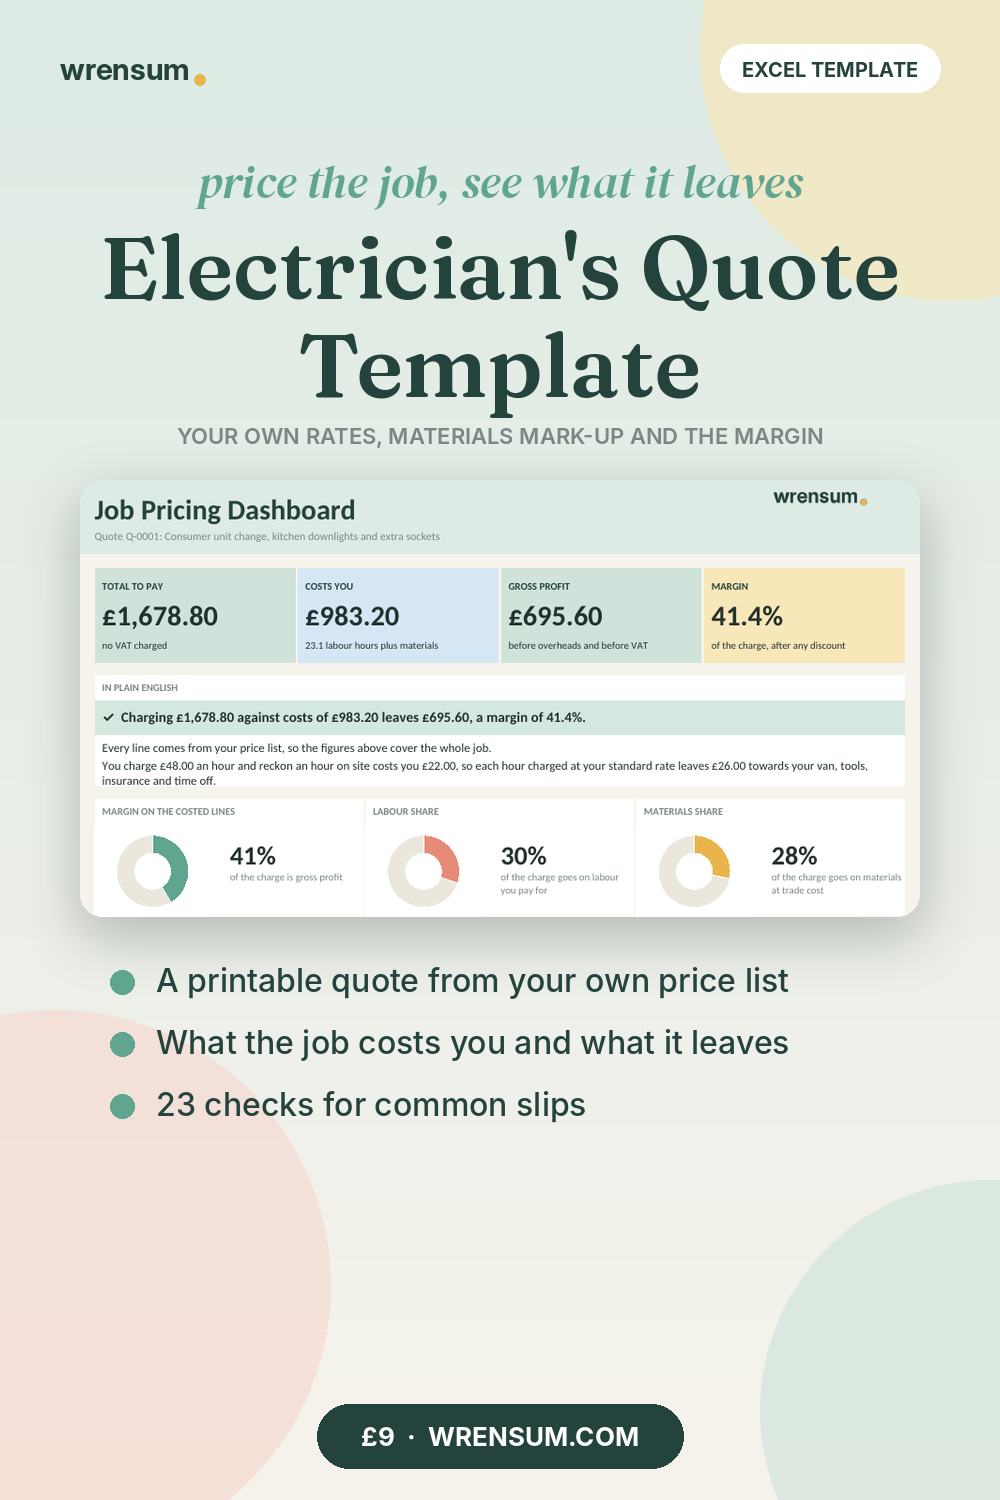 wrensum
EXCEL TEMPLATE
price the job, see what it leaves
Electrician's Quote
Template
YOUR OWN RATES, MATERIALS MARK-UP AND THE MARGIN
Job Pricing Dashboard
wrensum
Quote Q-0001: Consumer unit change, kitchen downlights and extra sockets
TOTAL TO PAY
£1,678.80
no VAT charged
COSTS YOU
£983.20
23.1 labour hours plus materials
GROSS PROFIT
£695.60
before overheads and before VAT
MARGIN
41.4%
of the charge, after any discount
IN PLAIN ENGLISH
✓ Charging £1,678.80 against costs of £983.20 leaves £695.60, a margin of 41.4%.
Every line comes from your price list, so the figures above cover the whole job.
You charge £48.00 an hour and reckon an hour on site costs you £22.00, so each hour charged at your standard rate leaves £26.00 towards your van, tools,
insurance and time off.
MARGIN ON THE COSTED LINES
41%
of the charge is gross profit
LABOUR SHARE
30%
of the charge goes on labour
you pay for
MATERIALS SHARE
28%
of the charge goes on materials
at trade cost
A printable quote from your own price list
What the job costs you and what it leaves
23 checks for common slips
£9 · WRENSUM.COM